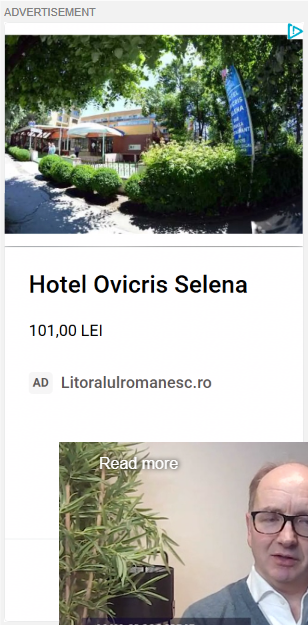 ADVERTISEMENT
Hotel Ovicris Selena
101,00 LEI
AD Litoralulromanesc.ro
Read more